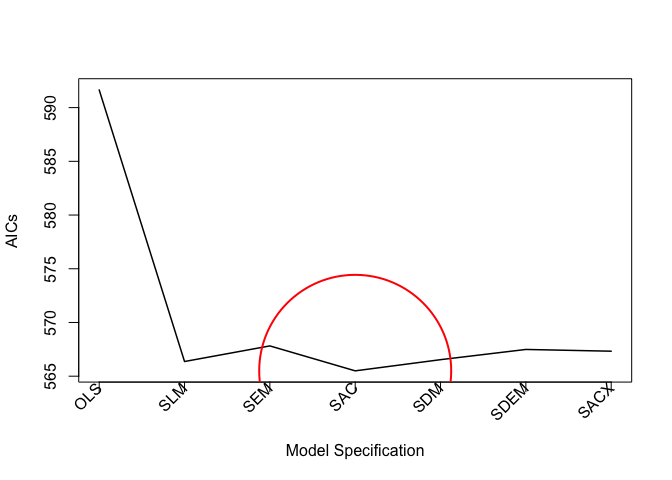 590
585
580
575
570
565
AICs
OLS
SLM
SEM
SAC
SDM
SDEM
SACX
Model Specification